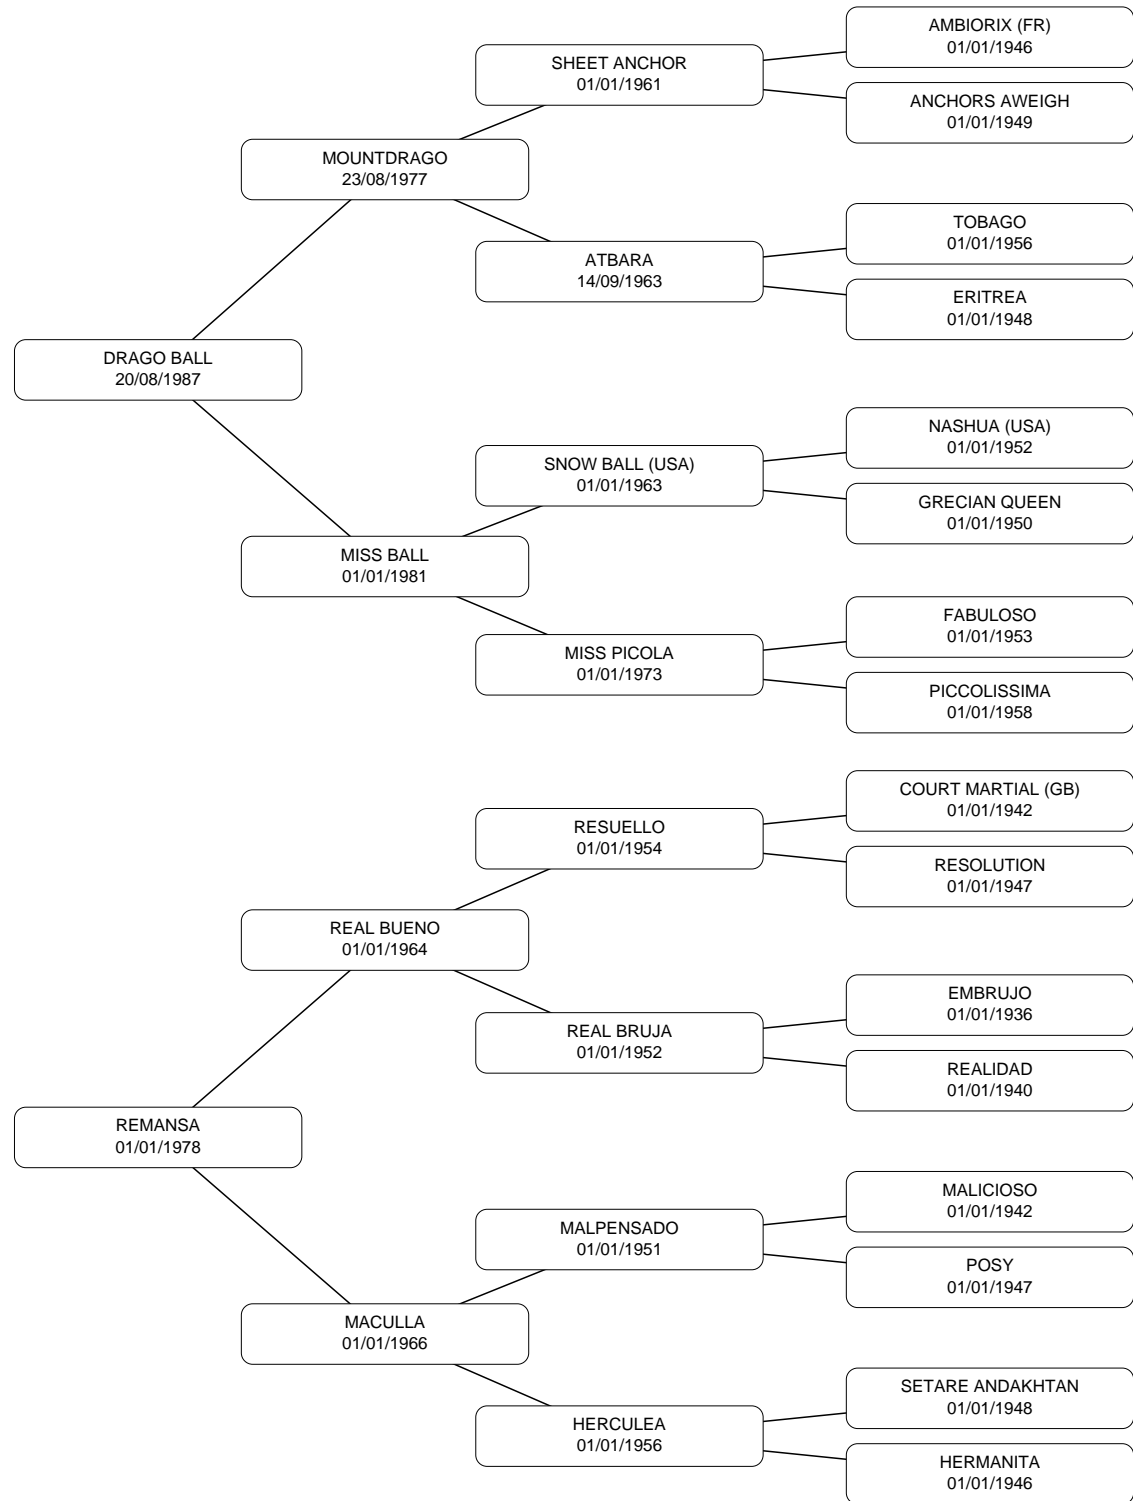 AMBIORIX (FR)
01/01/1946
SHEET ANCHOR
01/01/1961
ANCHORS AWEIGH
01/01/1949
MOUNTDRAGO
23/08/1977
TOBAGO
01/01/1956
ATBARA
14/09/1963
ERITREA
01/01/1948
DRAGO BALL
20/08/1987
NASHUA (USA)
01/01/1952
SNOW BALL (USA)
01/01/1963
GRECIAN QUEEN
01/01/1950
MISS BALL
01/01/1981
FABULOSO
01/01/1953
MISS PICOLA
01/01/1973
PICCOLISSIMA
01/01/1958
COURT MARTIAL (GB)
01/01/1942
RESUELLO
01/01/1954
RESOLUTION
01/01/1947
REAL BUENO
01/01/1964
EMBRUJO
01/01/1936
REAL BRUJA
01/01/1952
REALIDAD
01/01/1940
REMANSA
01/01/1978
MALICIOSO
01/01/1942
MALPENSADO
01/01/1951
POSY
01/01/1947
MACULLA
01/01/1966
SETARE ANDAKHTAN
01/01/1948
HERCULEA
01/01/1956
HERMANITA
01/01/1946